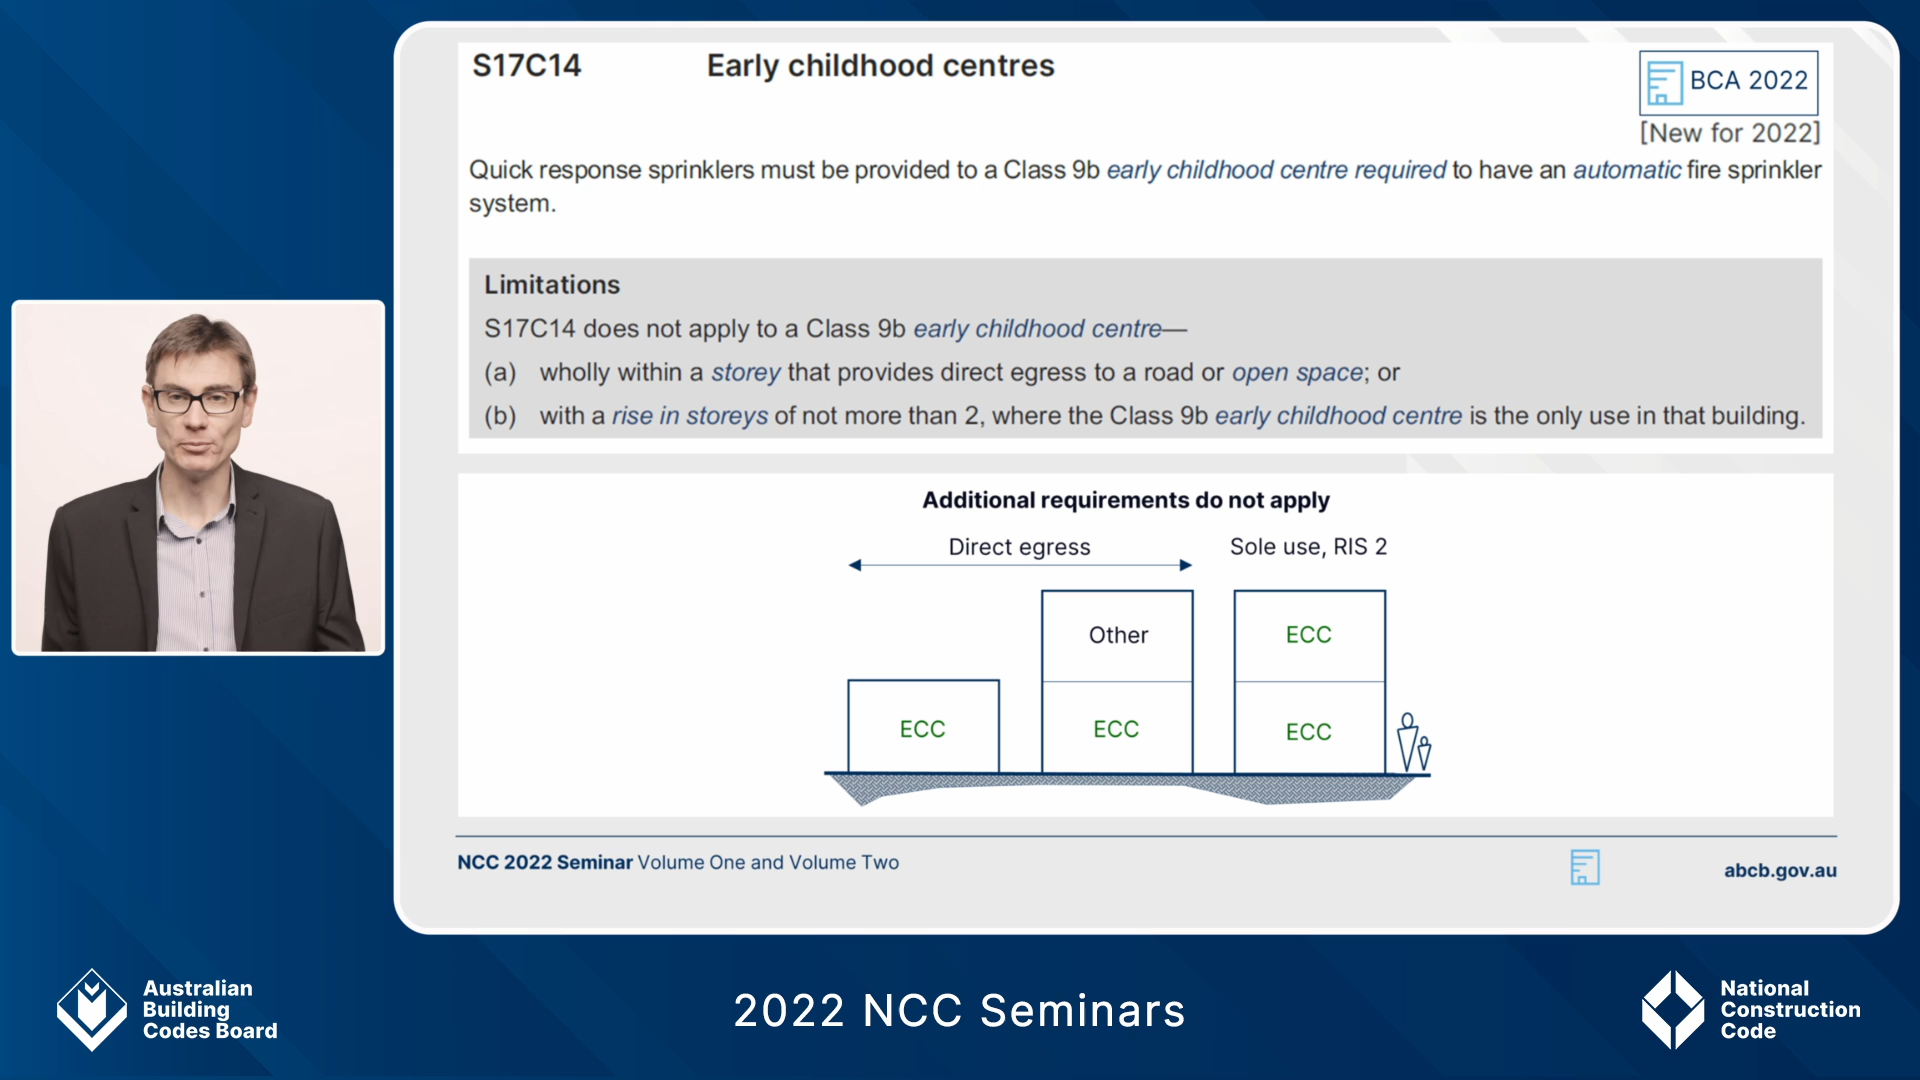 S17C14 Early childhood centres
BCA 2022
[New for 2022]
Quick response sprinklers must be provided to a Class 9b early childhood centre required to have an automatic fire sprinkler
system.
Limitations
S17C14 does not apply to a Class 9b early childhood centre—
(a) wholly within a storey that provides direct egress to a road or open space; or
(b) with a rise in storeys of not more than 2, where the Class 9b early childhood centre is the only use in that building.
Additional requirements do not apply
Direct egress
Sole use, RIS 2
Other
ECC
ECC
ECC
ECC
NCC 2022 Seminar Volume One and Volume Two
abcb.gov.au
Australian
Building
Codes Board
2022 NCC Seminars
National
Construction
Code